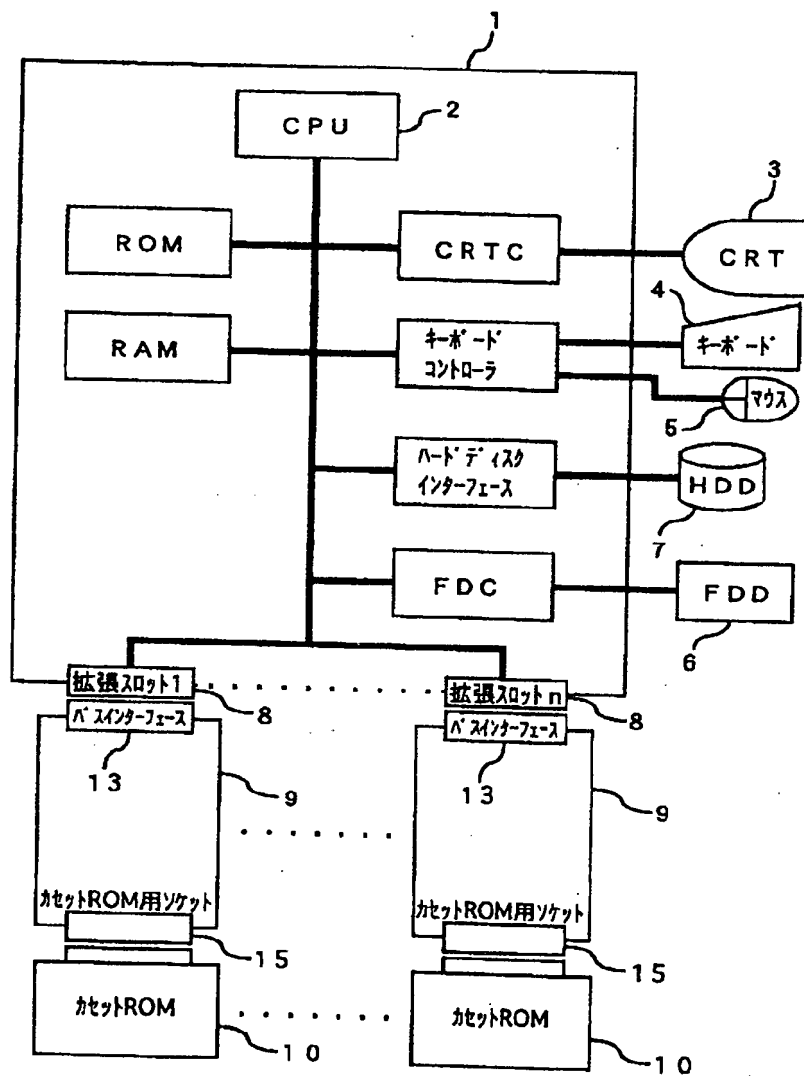 1
CPU
2
3
ROM
CRTC
CRT
4
RAM
キーボード
コントローラ
キーボード
マウス
5
ハードディスク
インターフェース
HDD
7
FDC
FDD
6
拡張スロット1
8
拡張スロットn
8
バスインターフェース
13
9
バスインターフェース
13
9
カセットROM用ソケット
15
カセットROM用ソケット
15
カセットROM
10
カセットROM
10